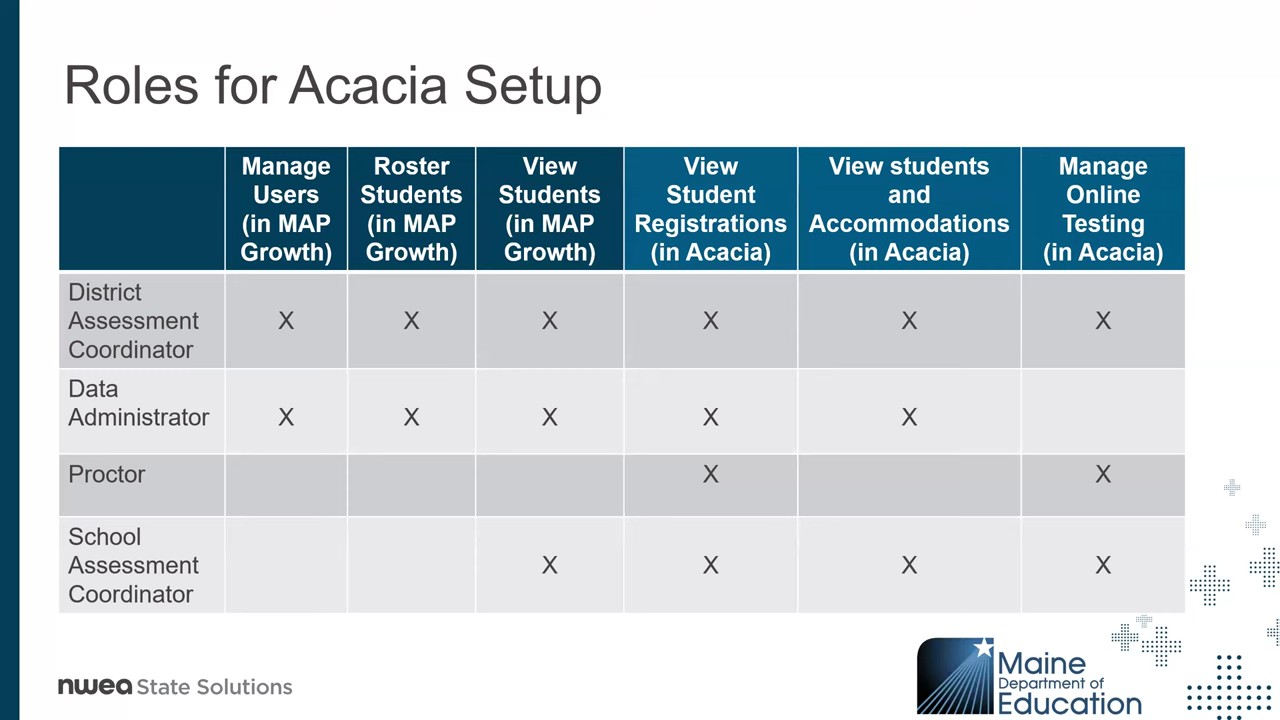 Roles for Acacia Setup
Manage
Users
(in MAP
Growth)
Roster
Students
(in MAP
Growth)
View
Students
(in MAP
Growth)
View
Student
Registrations
(in Acacia)
View students
and
Accommodations
(in Acacia)
Manage
Online
Testing
(in Acacia)
District
Assessment
Coordinator
X X X X X X
Data
Administrator
X X X X X
Proctor X X
School
Assessment
Coordinator
X X X X
nwea State Solutions
Maine
Department of
Education